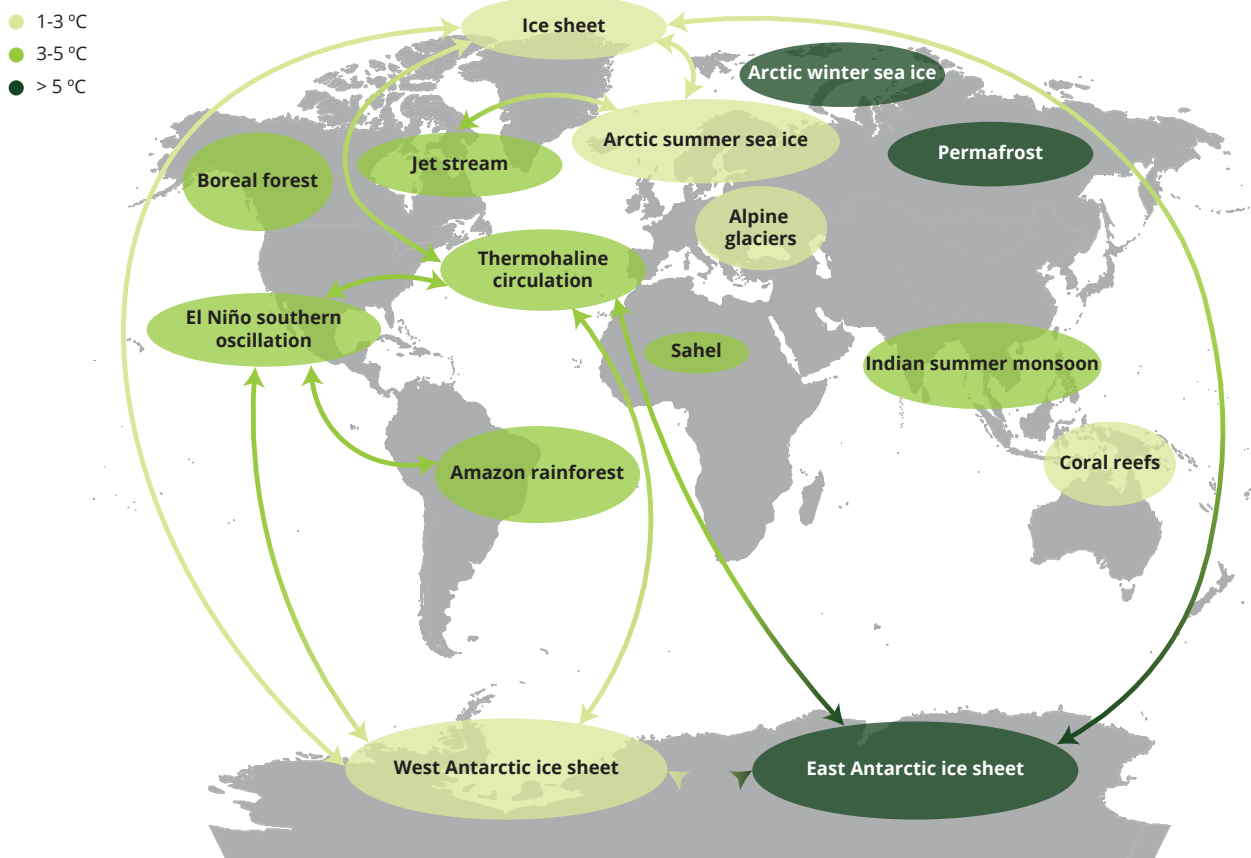 1-3 ºC
3-5 ºC
> 5 ºC
Ice sheet
Arctic winter sea ice
Arctic summer sea ice
Permafrost
Jet stream
Boreal forest
Alpine
glaciers
Thermohaline
circulation
El Niño southern
oscillation
Sahel
Indian summer monsoon
Coral reefs
Amazon rainforest
West Antarctic ice sheet
East Antarctic ice sheet